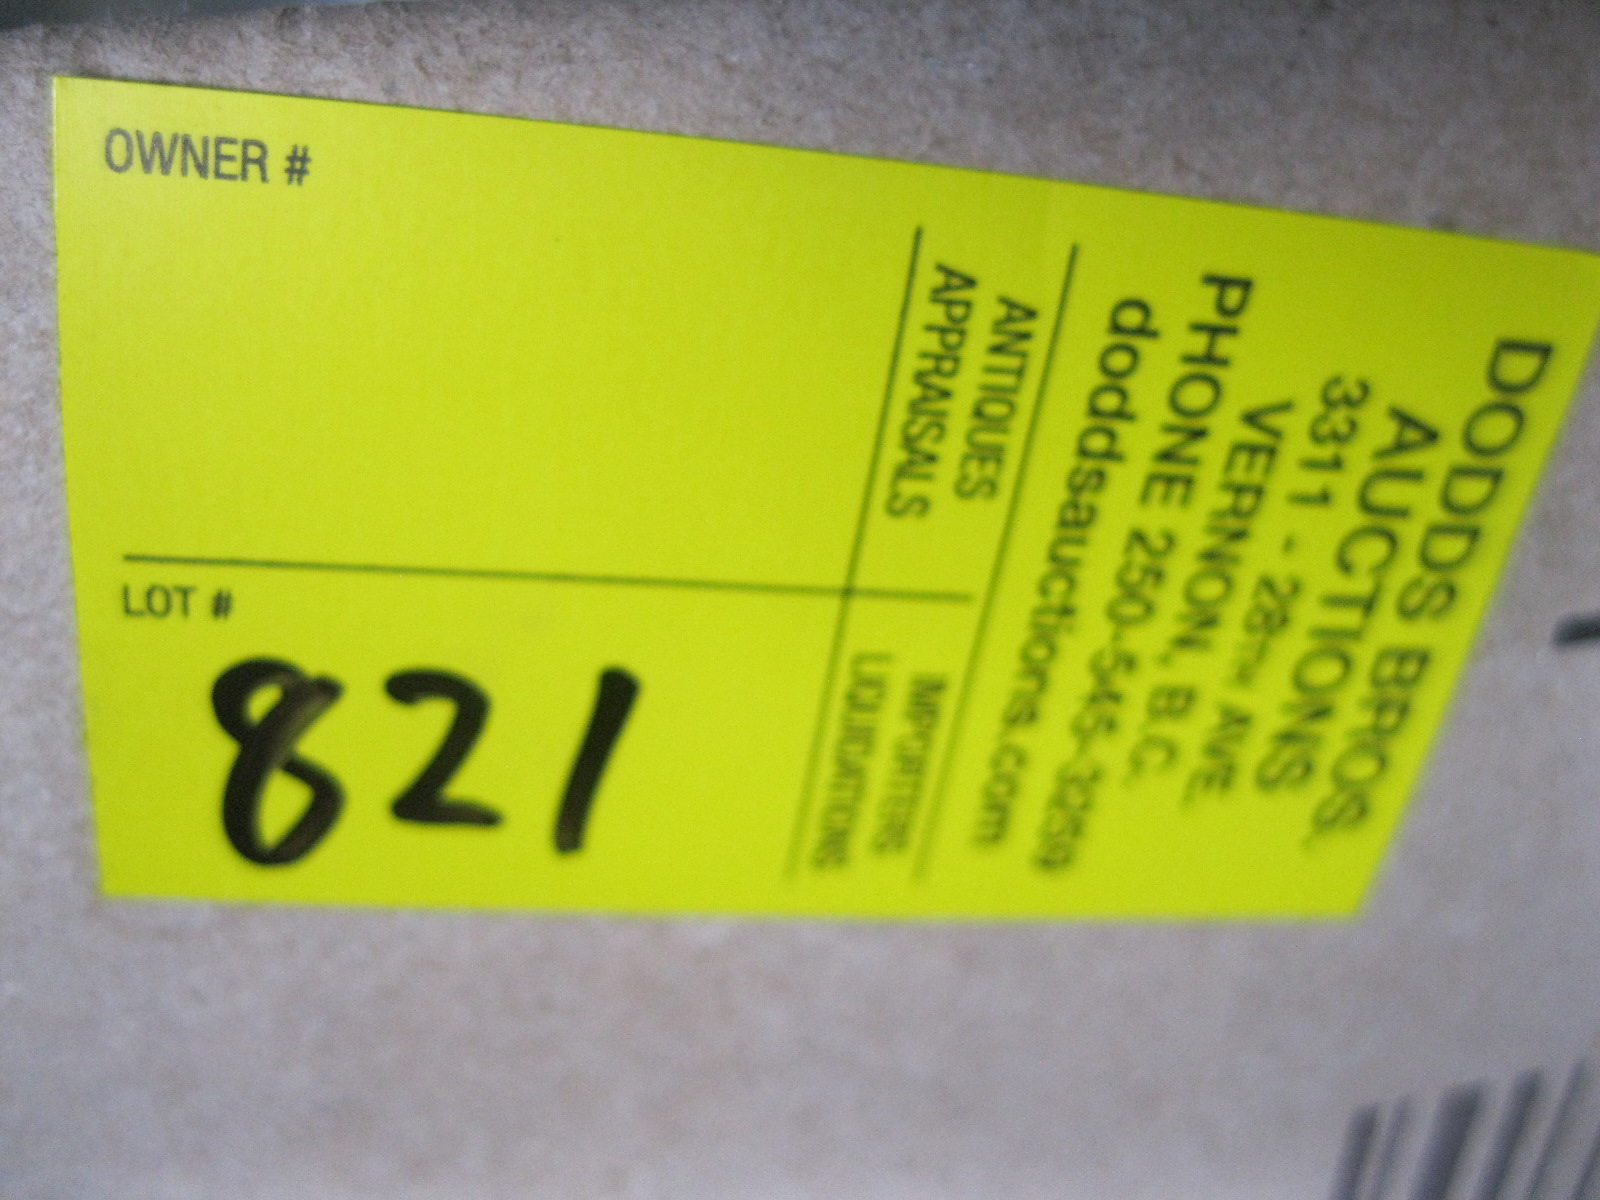 OWNER #
LOT #
821
DODDS BROS.
AUCTIONS
3311 - 28TH AVE.
VERNON, B.C.
PHONE 250-545-3259
doddsauctions.com
ANTIQUES
APPRAISALS
IMPORTERS
LIQUIDATIONS